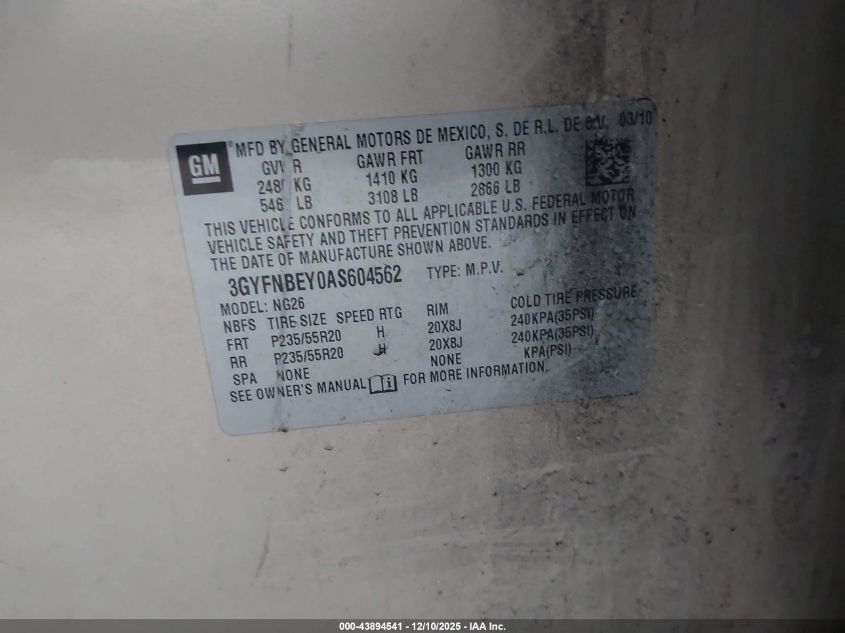 GM
MFD BY GENERAL MOTORS DE MEXICO, S. DE R.L. DE C.V. 03/10
GVWR GAWR FRT GAWR RR
KG 1410 KG 1300 KG
LB 3108 LB 2866 LB
THIS VEHICLE CONFORMS TO ALL APPLICABLE U.S. FEDERAL MOTOR
VEHICLE SAFETY AND THEFT PREVENTION STANDARDS IN EFFECT ON
THE DATE OF MANUFACTURE SHOWN ABOVE.
3GYFNBEY0AS604562 TYPE: M.P.V.
MODEL: NG26
NBFS TIRE SIZE SPEED RTG RIM COLD TIRE PRESSURE
FRT P235/55R20 H 20X8J 240KPA(35PSI)
RR P235/55R20 H 20X8J 240KPA(35PSI)
SPA NONE NONE KPA(PSI)
SEE OWNER'S MANUAL FOR MORE INFORMATION.
000-43894541 - 12/10/2025 - IAA Inc.